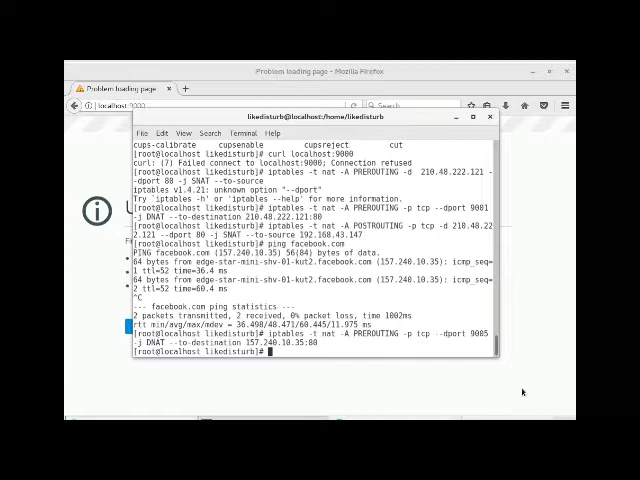 Problem loading page - Mozilla Firefox
Problem loading page
localhost:9000
Search
likedisturb@localhost:/home/likedisturb
File Edit View Search Terminal Help
cups-calibrate cupsenable cupsreject cut
[root@localhost likedisturb]# curl localhost:9000
curl: (7) Failed connect to localhost:9000; Connection refused
[root@localhost likedisturb]# iptables -t nat -A PREROUTING -d 210.48.222.121 -
-dport 80 -j SNAT --to-source
iptables v1.4.21: unknown option "--dport"
Try `iptables -h' or 'iptables --help' for more information.
[root@localhost likedisturb]# iptables -t nat -A PREROUTING -p tcp --dport 9001
-j DNAT --to-destination 210.48.222.121:80
[root@localhost likedisturb]# iptables -t nat -A POSTROUTING -p tcp -d 210.48.22
2.121 --dport 80 -j SNAT --to-source 192.168.43.147
[root@localhost likedisturb]# ping facebook.com
PING facebook.com (157.240.10.35) 56(84) bytes of data.
64 bytes from edge-star-mini-shv-01-kut2.facebook.com (157.240.10.35): icmp_seq=
1 ttl=52 time=36.4 ms
64 bytes from edge-star-mini-shv-01-kut2.facebook.com (157.240.10.35): icmp_seq=
2 ttl=52 time=60.4 ms
^C
--- facebook.com ping statistics ---
2 packets transmitted, 2 received, 0% packet loss, time 1002ms
rtt min/avg/max/mdev = 36.498/48.471/60.445/11.975 ms
[root@localhost likedisturb]# iptables -t nat -A PREROUTING -p tcp --dport 9005
-j DNAT --to-destination 157.240.10.35:80
[root@localhost likedisturb]#